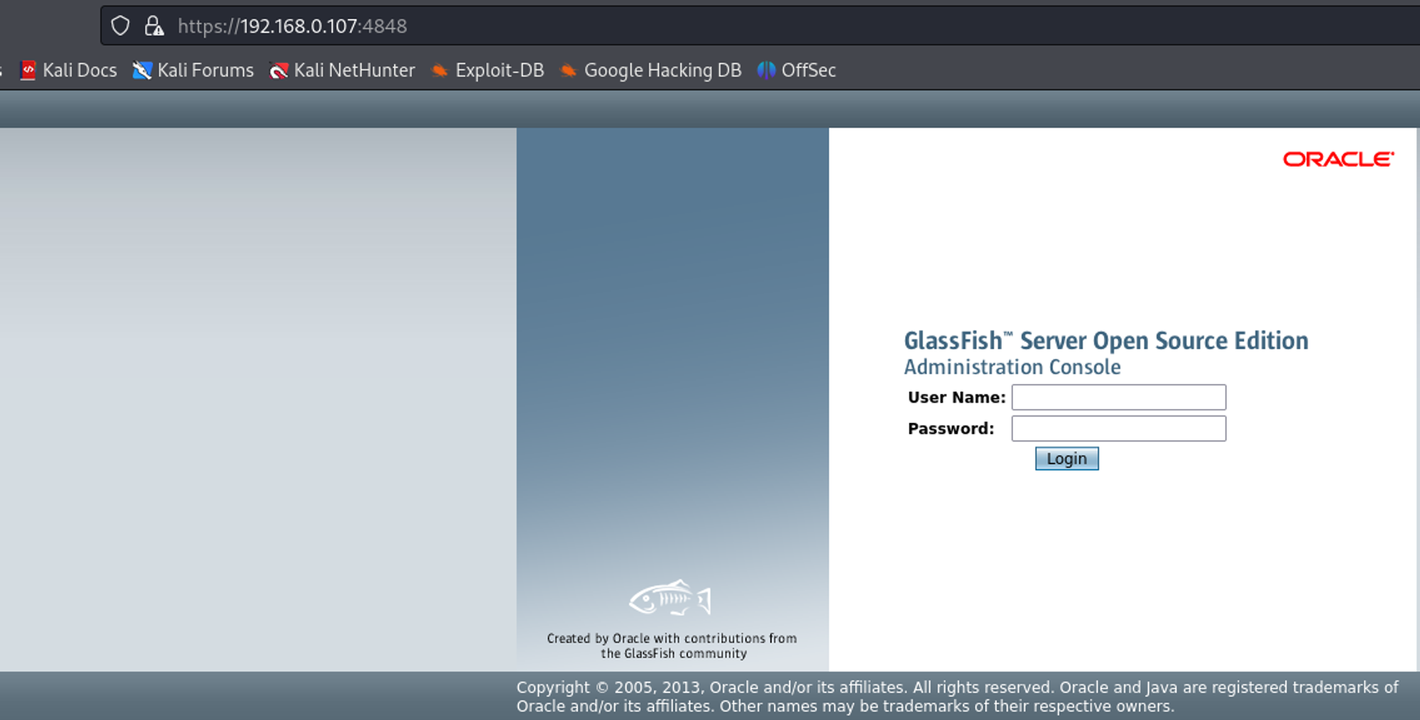 https://192.168.0.107:4848
Kali Docs Kali Forums Kali NetHunter Exploit-DB Google Hacking DB OffSec
ORACLE
GlassFish™ Server Open Source Edition
Administration Console
User Name:
Password:
Login
Created by Oracle with contributions from
the GlassFish community
Copyright © 2005, 2013, Oracle and/or its affiliates. All rights reserved. Oracle and Java are registered trademarks of
Oracle and/or its affiliates. Other names may be trademarks of their respective owners.